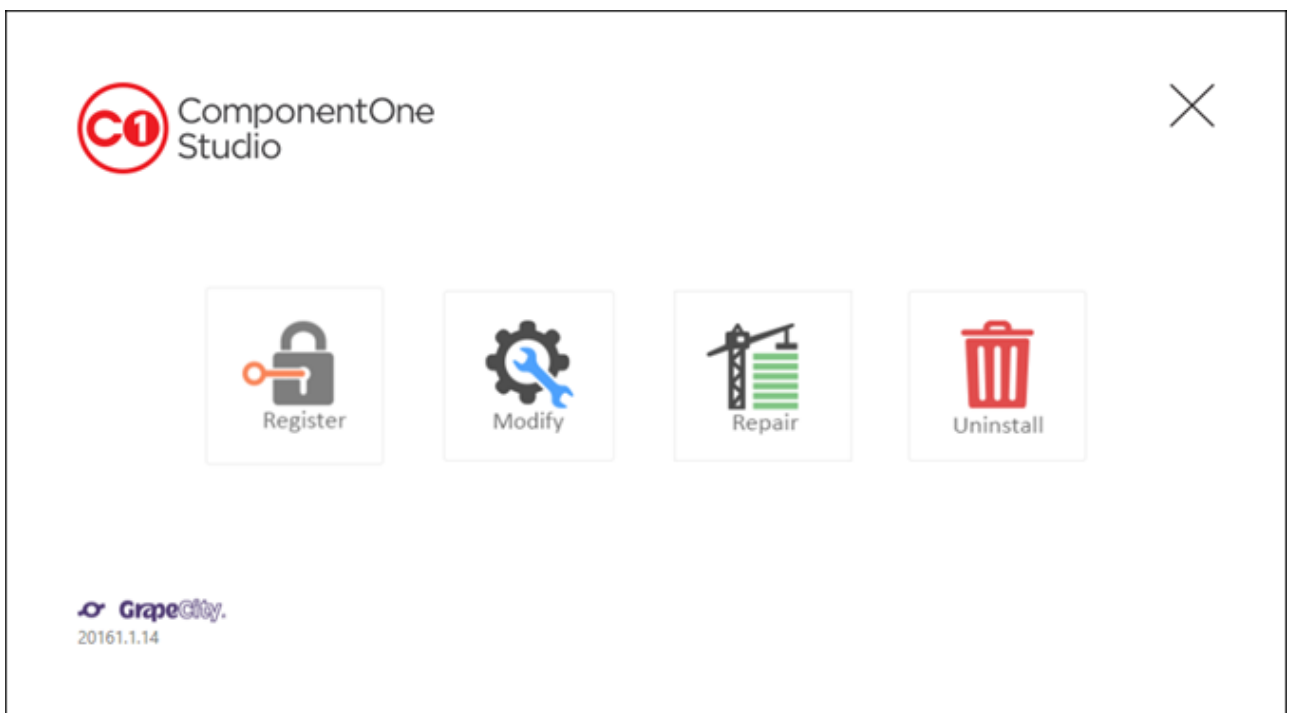 C1 ComponentOne
Studio
Register
Modify
Repair
Uninstall
GrapeCity.
20161.1.14